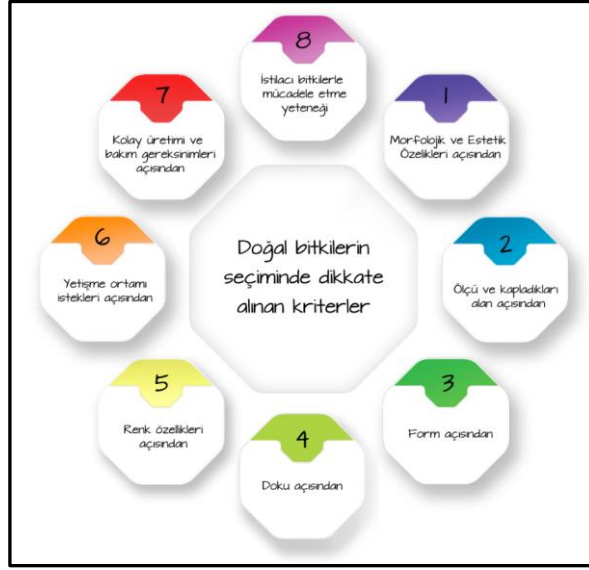 8
İstilacı bitkilerle
mücadele etme
yeteneği
7
Kolay üretimi ve
bakım gereksinimleri
açısından
1
Morfolojik ve Estetik
Özelikleri açısından
Doğal bitkilerin
seçiminde dikkate
alınan kriterler
6
Yetişme ortamı
istekleri açısından
2
Ölçü ve kapladıkları
alan açısından
5
Renk özellikleri
açısından
3
Form açısından
4
Doku açısından